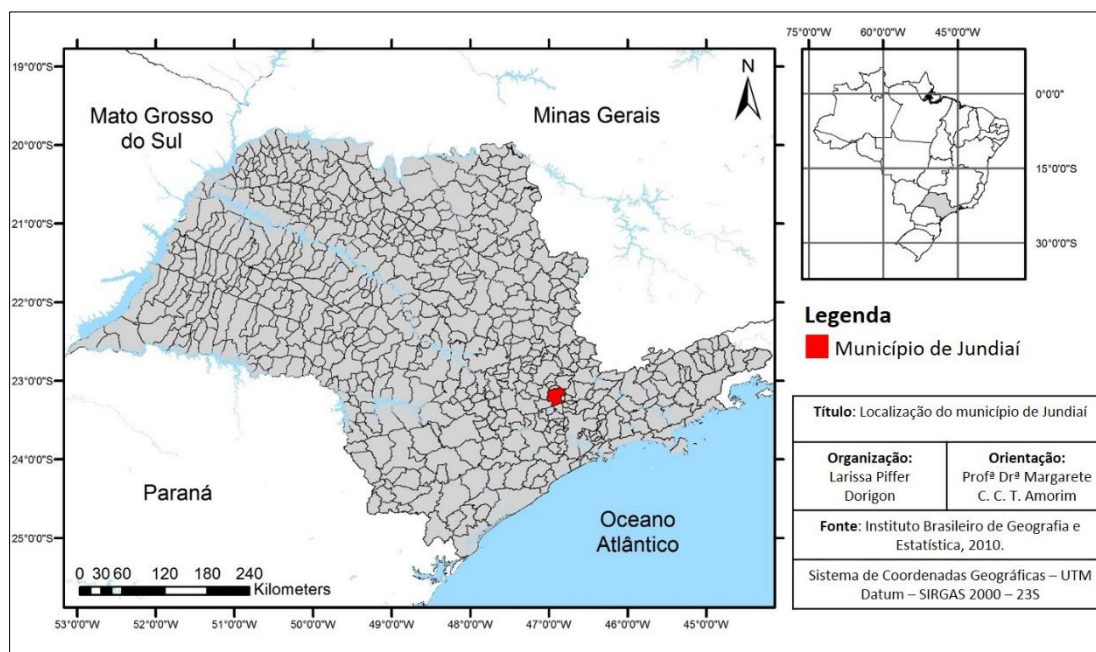 75°0'0"W 60°0'0"W 45°0'0"W
19°0'0"S
20°0'0"S
21°0'0"S
22°0'0"S
23°0'0"S
24°0'0"S
25°0'0"S
Mato Grosso
do Sul
Minas Gerais
N
Paraná
Oceano
Atlântico
0 30 60 120 180 240
Kilometers
53°0'0"W 52°0'0"W 51°0'0"W 50°0'0"W 49°0'0"W 48°0'0"W 47°0'0"W 46°0'0"W 45°0'0"W
0°0'0"
15°0'0"S
30°0'0"S
Legenda
Município de Jundiaí
Título: Localização do município de Jundiaí
Organização:
Larissa Piffer
Dorigon
Orientação:
Profª Drª Margarete
C. C. T. Amorim
Fonte: Instituto Brasileiro de Geografia e
Estatística, 2010.
Sistema de Coordenadas Geográficas – UTM
Datum – SIRGAS 2000 – 23S